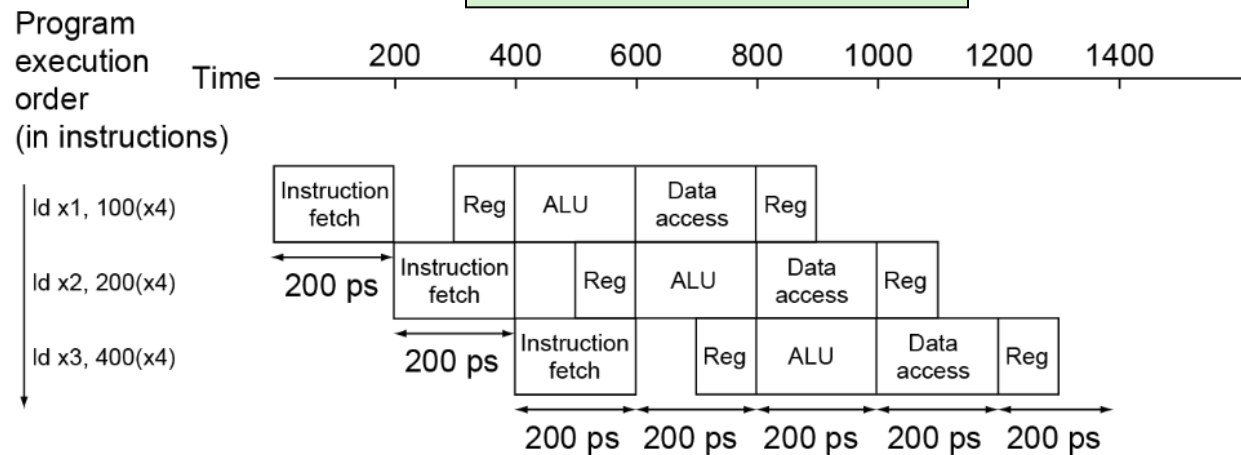 Program
execution
order
(in instructions)
Time
200 400 600 800 1000 1200 1400
ld x1, 100(x4)
Instruction
fetch
Reg
ALU
Data
access
Reg
200 ps
ld x2, 200(x4)
Instruction
fetch
Reg
ALU
Data
access
Reg
200 ps
ld x3, 400(x4)
Instruction
fetch
Reg
ALU
Data
access
Reg
200 ps 200 ps 200 ps 200 ps 200 ps